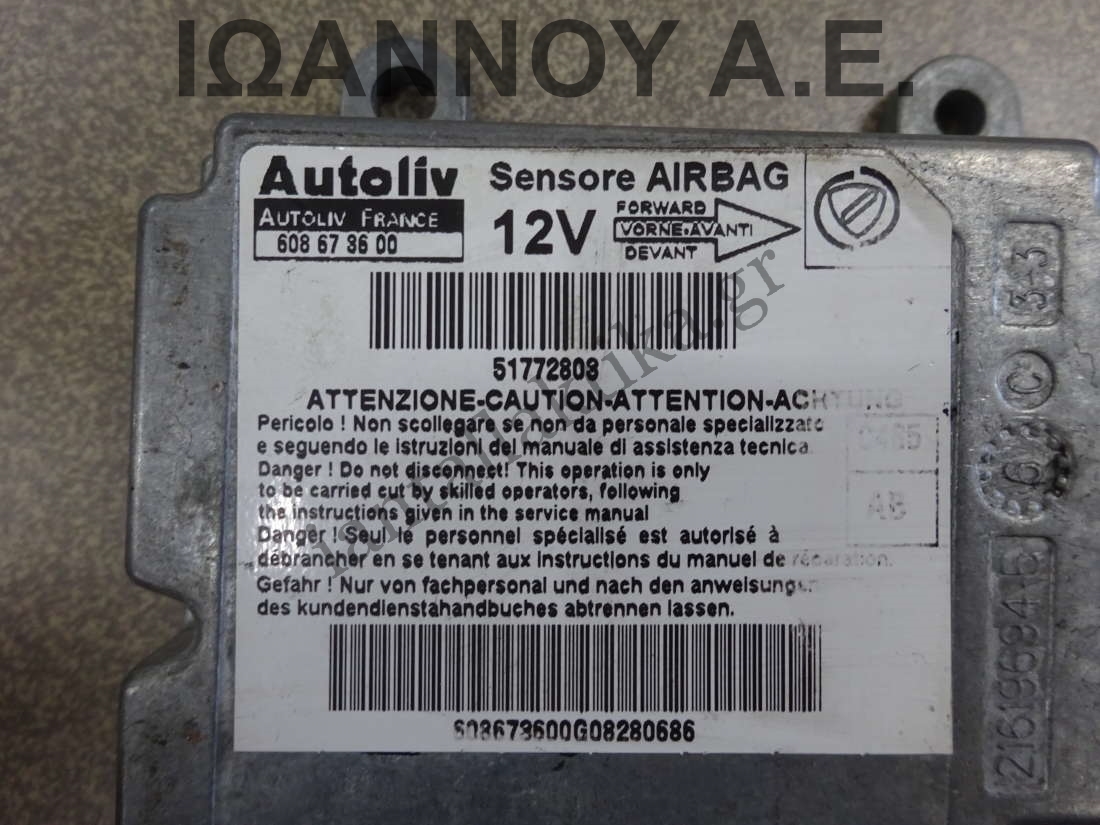 ΙΩΑΝΝΟΥ Α.Ε.
Autoliv Sensore AIRBAG
AUTOLIV FRANCE
608 67 36 00
12V
FORWARD
VORNE-AVANTI
DEVANT
51772803
ATTENZIONE-CAUTION-ATTENTION-ACHTUNG
Pericolo ! Non scollegare se non da personale specializzato
e seguendo le istruzioni del manuale di assistenza tecnica
Danger ! Do not disconnect! This operation is only
to be carried out by skilled operators, following
the instructions given in the service manual
Danger ! Seul le personnel spécialisé est autorisé à
débrancher en se tenant aux instructions du manuel de réparation.
Gefahr ! Nur von fachpersonal und nach den anweisungen
des kundendienstahandbuches abtrennen lassen.
608673600G08280686
AB
3-3
C
216196845